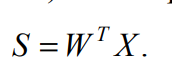 S = W^T X.